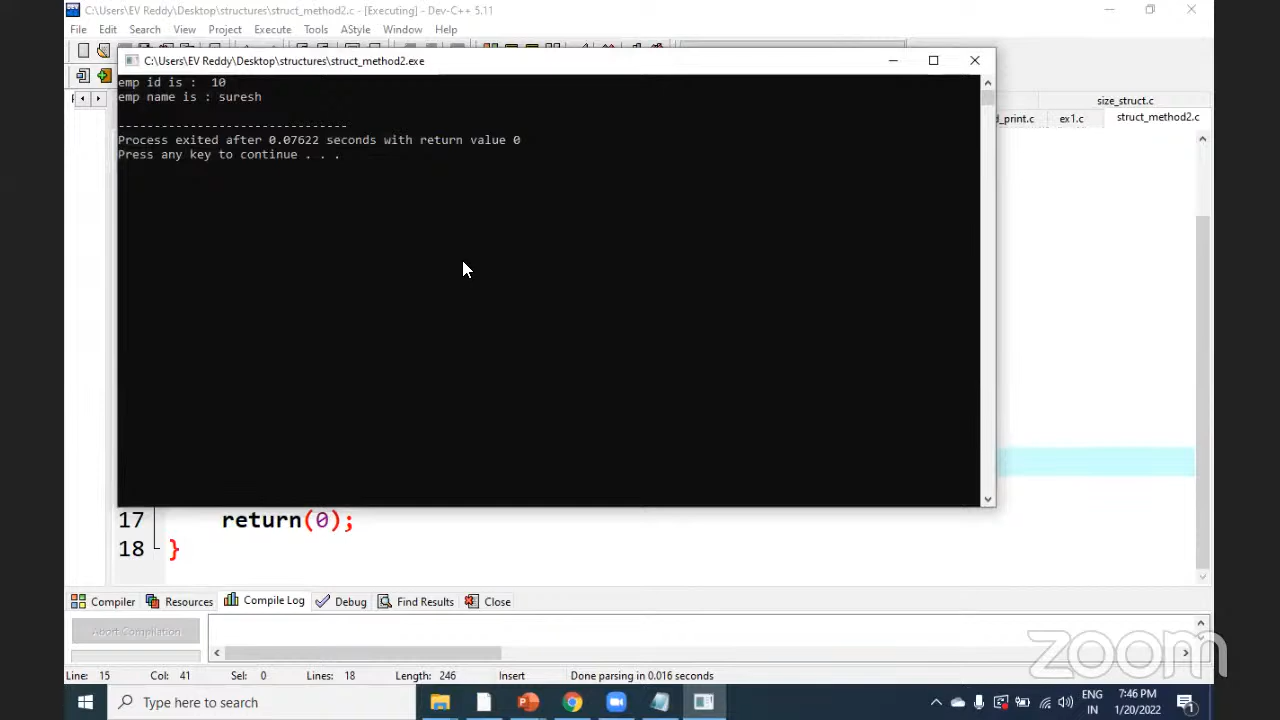 C:\Users\EV Reddy\Desktop\structures\struct_method2.c - [Executing] - Dev-C++ 5.11
File Edit Search View Project Execute Tools AStyle Window Help
C:\Users\EV Reddy\Desktop\structures\struct_method2.exe
emp id is :  10
emp name is : suresh
--------------------------------
Process exited after 0.07622 seconds with return value 0
Press any key to continue . . .
size_struct.c
d_print.c ex1.c struct_method2.c
17 return(0);
18 }
Compiler Resources Compile Log Debug Find Results Close
Abort Compilation
zoom
Line: 15 Col: 41 Sel: 0 Lines: 18 Length: 246 Insert Done parsing in 0.016 seconds
Type here to search
ENG 7:46 PM
IN 1/20/2022 1